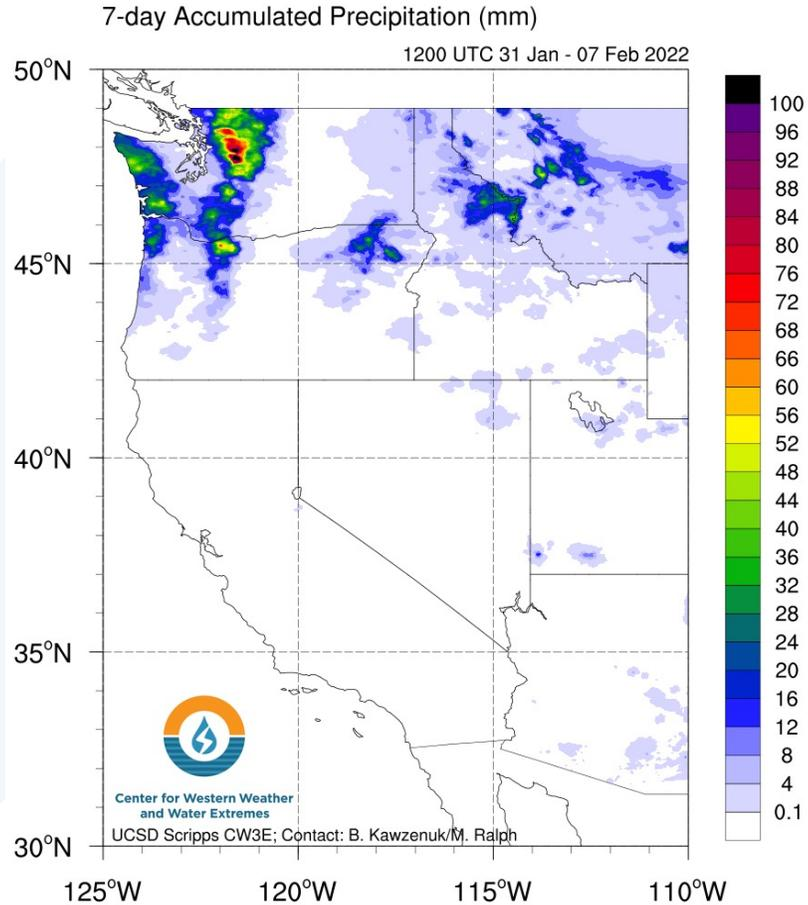 7-day Accumulated Precipitation (mm)
1200 UTC 31 Jan - 07 Feb 2022
50°N
45°N
40°N
35°N
30°N
125°W
120°W
115°W
110°W
100
96
92
88
84
80
76
72
68
66
60
56
52
48
44
40
36
32
28
24
20
16
12
8
4
0.1
Center for Western Weather
and Water Extremes
UCSD Scripps CW3E; Contact: B. Kawzenuk/M. Ralph